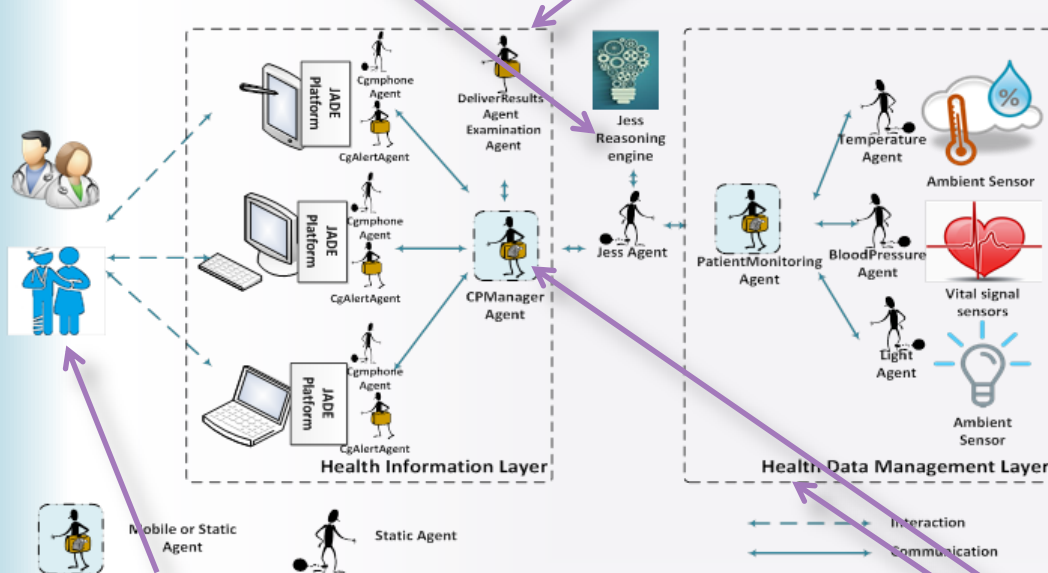 JADE
Platform
Cgmphone
Agent
CgAlertAgent
DeliverResults
Agent
Examination
Agent
Jess
Reasoning
engine
Temperature
Agent
%
Ambient Sensor
JADE
Platform
Cgmphone
Agent
CgAlertAgent
CPManager
Agent
Jess Agent
PatientMonitoring
Agent
BloodPressure
Agent
Vital signal
sensors
JADE
Platform
Cgmphone
Agent
CgAlertAgent
Light
Agent
Ambient
Sensor
Health Information Layer
Health Data Management Layer
Mobile or Static
Agent
Static Agent
Interaction
Communication